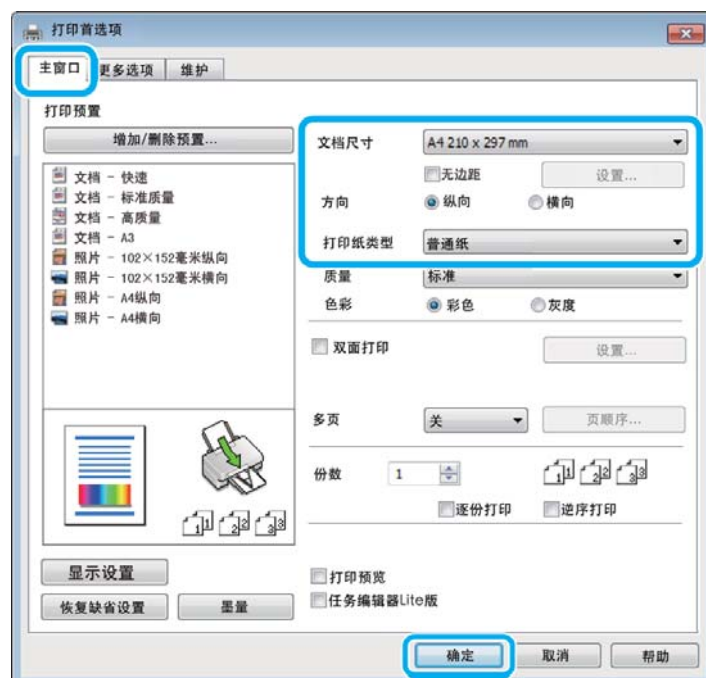 打印首选项
主窗口 更多选项 维护
打印预置
增加/删除预置...
文档 - 快速
文档 - 标准质量
文档 - 高质量
文档 - A3
照片 - 102×152毫米纵向
照片 - 102×152毫米横向
照片 - A4纵向
照片 - A4横向
显示设置
恢复缺省设置 墨量
文档尺寸 A4 210 x 297 mm
无边距 设置...
方向 纵向 横向
打印纸类型 普通纸
质量 标准
色彩 彩色 灰度
双面打印 设置...
多页 关 页顺序...
份数 1
逐份打印 逆序打印
打印预览
任务编辑器Lite版
确定 取消 帮助